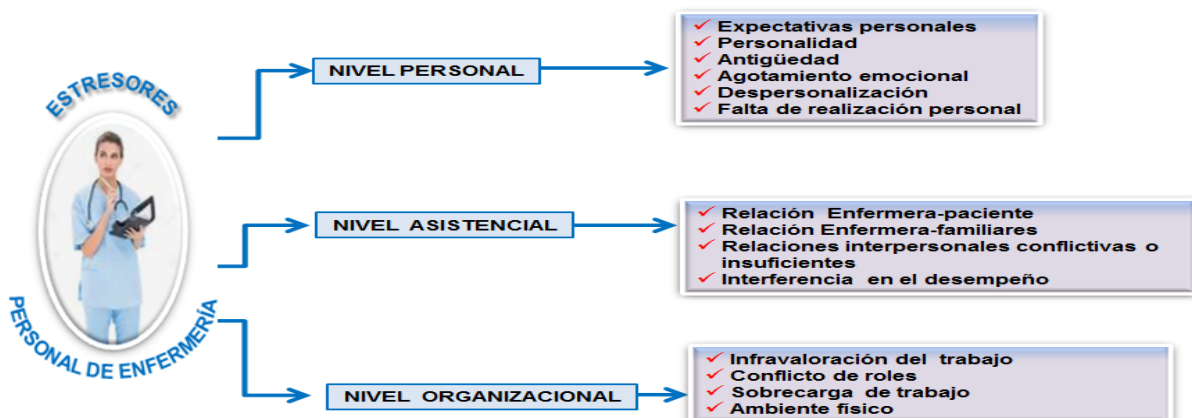 ESTRESORES
PERSONAL DE ENFERMERÍA
NIVEL PERSONAL
Expectativas personales
Personalidad
Antigüedad
Agotamiento emocional
Despersonalización
Falta de realización personal
NIVEL ASISTENCIAL
Relación Enfermera-paciente
Relación Enfermera-familiares
Relaciones interpersonales conflictivas o
insuficientes
Interferencia en el desempeño
NIVEL ORGANIZACIONAL
Infravaloración del trabajo
Conflicto de roles
Sobrecarga de trabajo
Ambiente físico